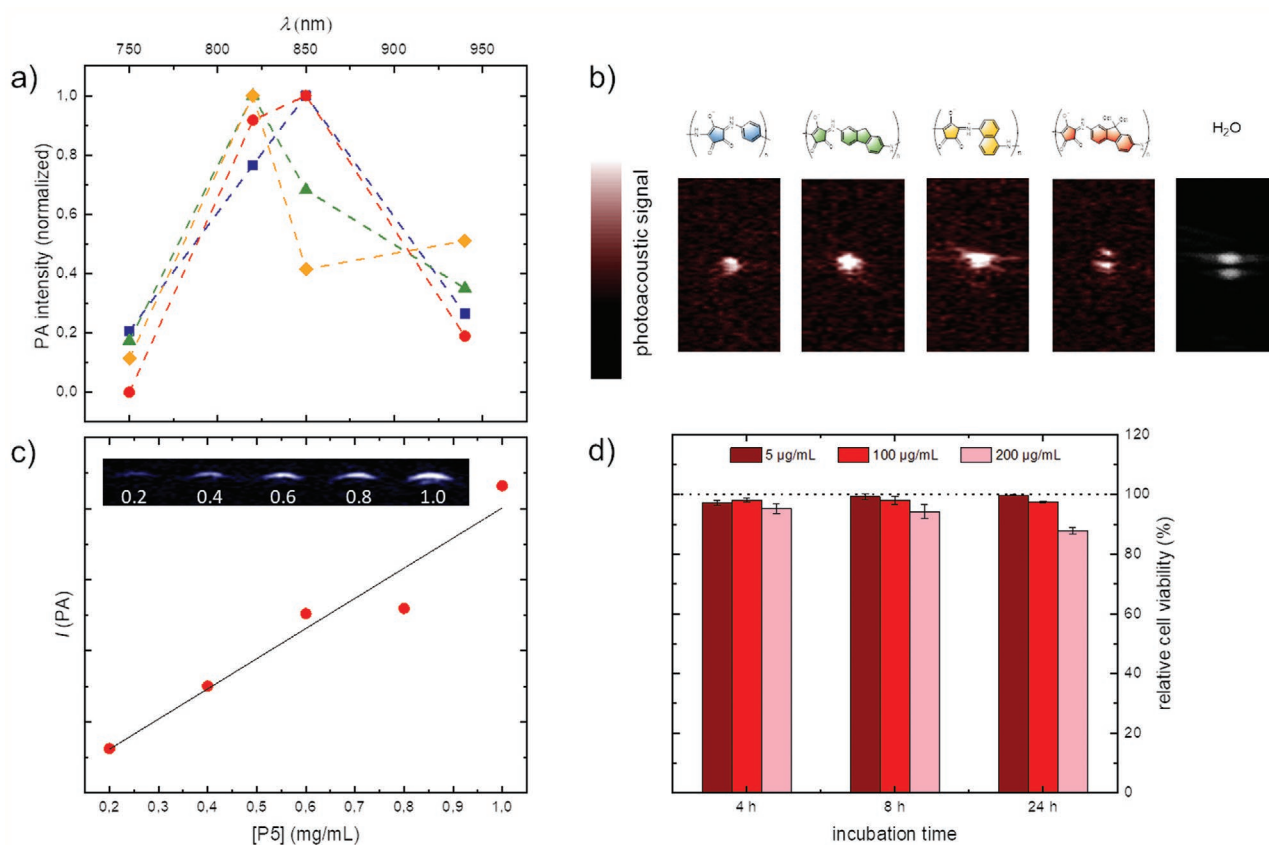 a)
λ (nm)
750 800 850 900 950
PA intensity (normalized)
1,0
0,8
0,6
0,4
0,2
0,0
b)
H₂O
photoacoustic signal
c)
0.2 0.4 0.6 0.8 1.0
I (PA)
0,2 0,3 0,4 0,5 0,6 0,7 0,8 0,9 1,0
[P5] (mg/mL)
d)
5 µg/mL 100 µg/mL 200 µg/mL
120
100
80
60
40
20
0
relative cell viability (%)
4 h 8 h 24 h
incubation time